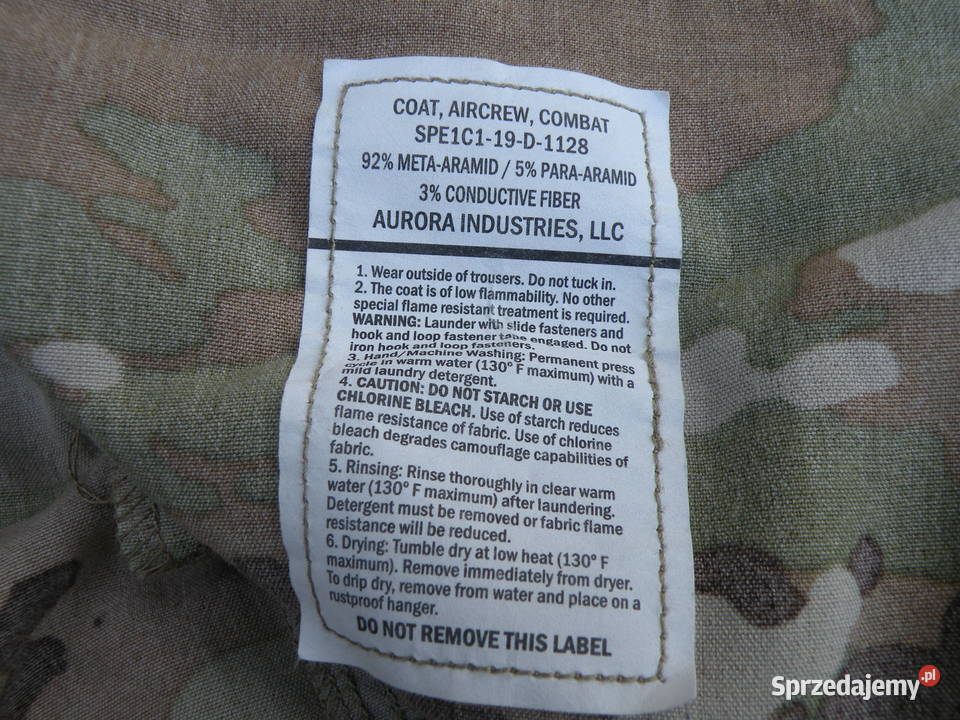 COAT, AIRCREW, COMBAT
SPE1C1-19-D-1128
92% META-ARAMID / 5% PARA-ARAMID
3% CONDUCTIVE FIBER
AURORA INDUSTRIES, LLC
1. Wear outside of trousers. Do not tuck in.
2. The coat is of low flammability. No other
special flame resistant treatment is required.
WARNING: Launder with slide fasteners and
hook and loop fastener tape engaged. Do not
iron hook and loop fasteners.
3. Hand/Machine Washing: Permanent press
cycle in warm water (130° F maximum) with a
mild laundry detergent.
4. CAUTION: DO NOT STARCH OR USE
CHLORINE BLEACH. Use of starch reduces
flame resistance of fabric. Use of chlorine
bleach degrades camouflage capabilities of
fabric.
5. Rinsing: Rinse thoroughly in clear warm
water (130° F maximum) after laundering.
Detergent must be removed or fabric flame
resistance will be reduced.
6. Drying: Tumble dry at low heat (130° F
maximum). Remove immediately from dryer.
To drip dry, remove from water and place on a
rustproof hanger.
DO NOT REMOVE THIS LABEL
Sprzedajemy.pl